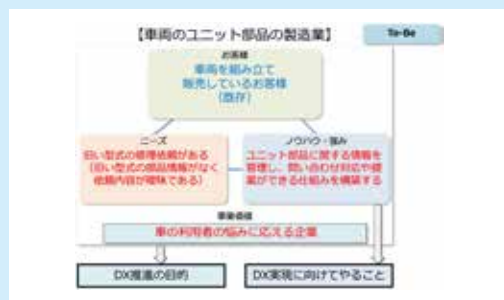 【車両のユニット部品の製造業】
To-Be
お客様
車両を組み立て
販売しているお客様
（既存）
ニーズ
旧い型式の修理依頼がある
（旧い型式の部品情報がなく
依頼内容が曖昧である）
ノウハウ・強み
ユニット部品に関する情報を
管理し、問い合わせ対応や提
案ができる仕組みを構築する
事業価値
車の利用者の悩みに応える企業
DX推進の目的
DX実現に向けてやること